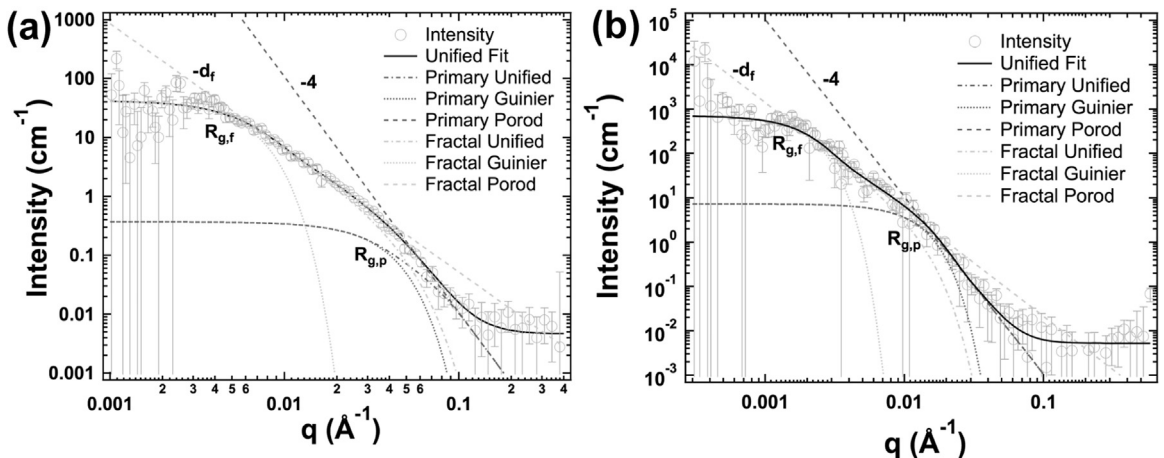 (a)
1000
100
10
1
0.1
0.01
0.001
Intensity (cm⁻¹)
-d_f
-4
R_g,f
R_g,p
Intensity
Unified Fit
Primary Unified
Primary Guinier
Primary Porod
Fractal Unified
Fractal Guinier
Fractal Porod
0.001
2
3
4
5
6
0.01
2
3
4
5
6
0.1
2
3
4
q (Å⁻¹)
(b)
10⁵
10⁴
10³
10²
10¹
10⁰
10⁻¹
10⁻²
10⁻³
Intensity (cm⁻¹)
-d_f
-4
R_g,f
R_g,p
Intensity
Unified Fit
Primary Unified
Primary Guinier
Primary Porod
Fractal Unified
Fractal Guinier
Fractal Porod
0.001
0.01
0.1
q (Å⁻¹)